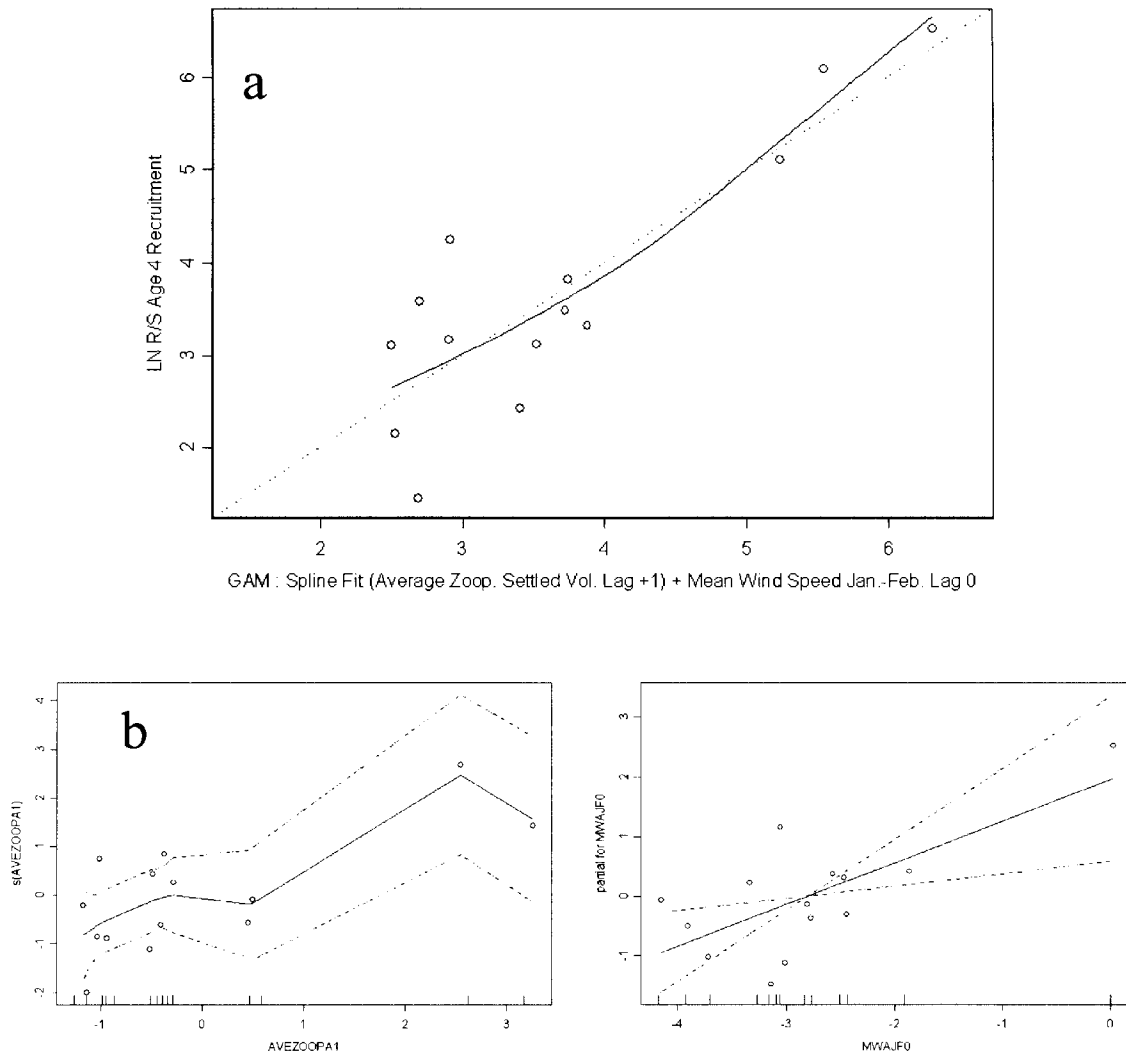 a
LN R/S Age 4 Recruitment
6
5
4
3
2
2 3 4 5 6
GAM : Spline Fit (Average Zoop. Settled Vol. Lag +1) + Mean Wind Speed Jan.-Feb. Lag 0
b
s(AVEZOOPA1)
4
3
2
1
0
-1
-2
-1 0 1 2 3
AVEZOOPA1
partial for MWAJF0
3
2
1
0
-1
-4 -3 -2 -1 0
MWAJF0